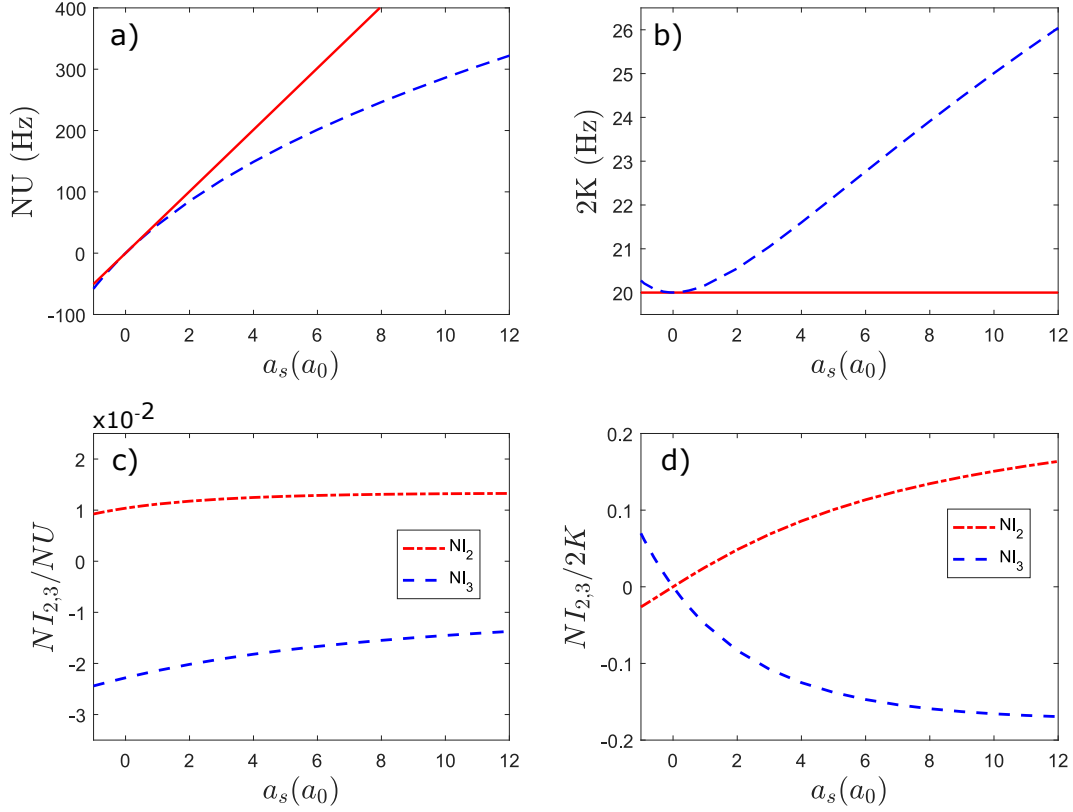 a)
400
300
200
100
0
-100
NU (Hz)
0 2 4 6 8 10 12
a_s(a_0)
b)
26
25
24
23
22
21
20
2K (Hz)
0 2 4 6 8 10 12
a_s(a_0)
x10^-2
c)
2
1
0
-1
-2
-3
NI_{2,3}/NU
NI_2
NI_3
0 2 4 6 8 10 12
a_s(a_0)
d)
0.2
0.1
0
-0.1
-0.2
NI_{2,3}/2K
NI_2
NI_3
0 2 4 6 8 10 12
a_s(a_0)